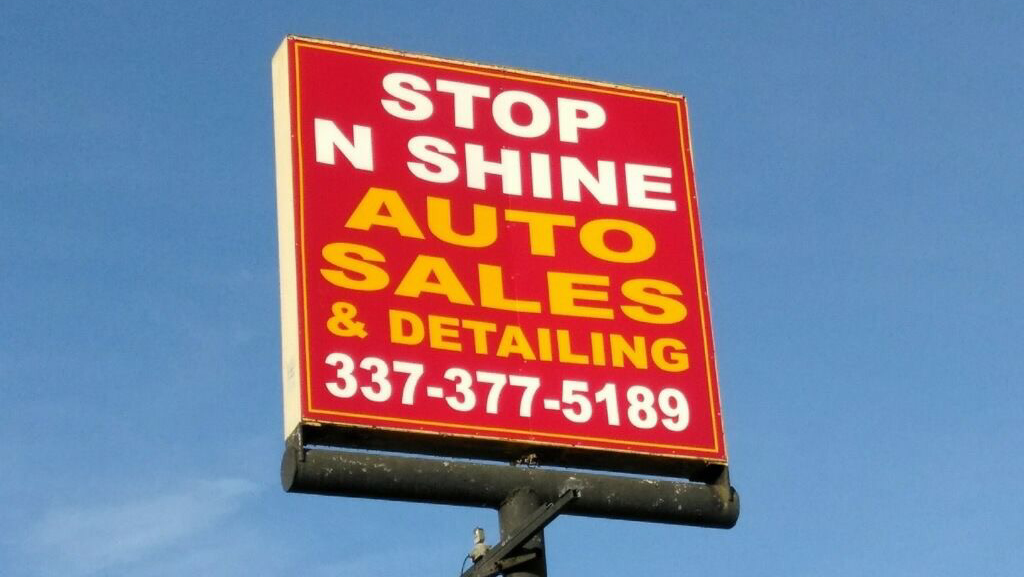 STOP
N SHINE
AUTO
SALES
& DETAILING
337-377-5189